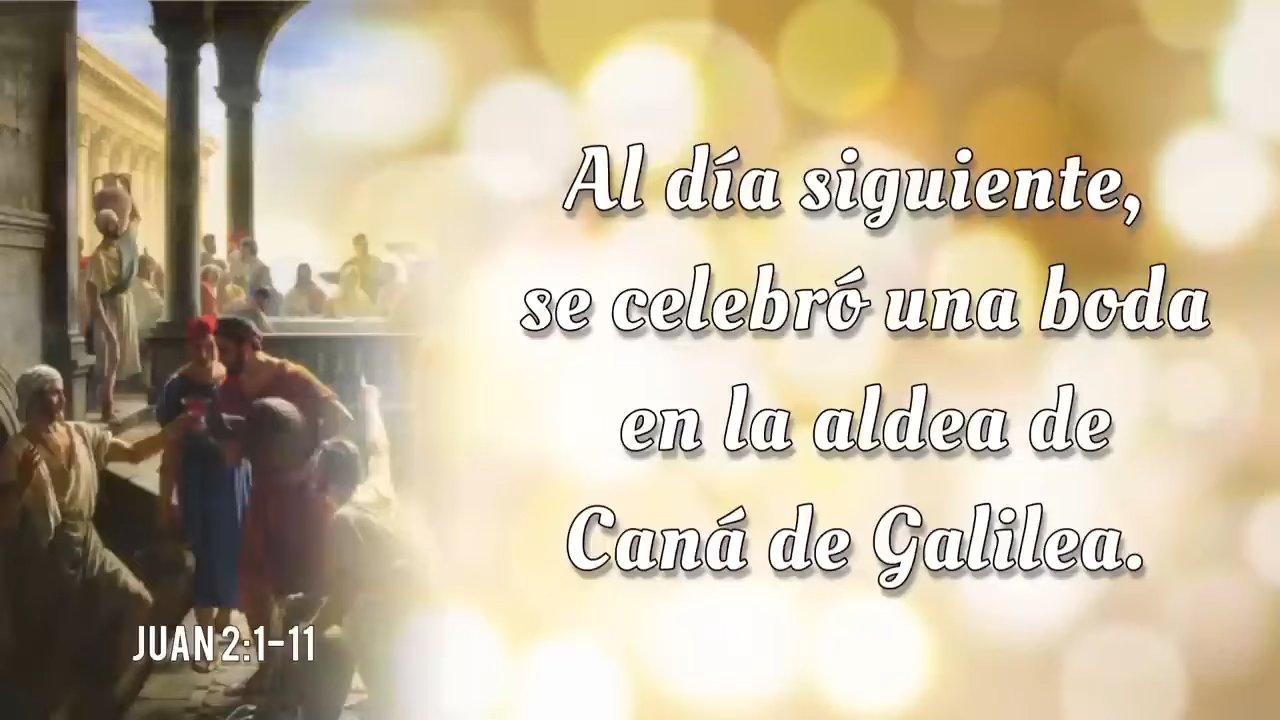 Al día siguiente,
se celebró una boda
en la aldea de
Caná de Galilea.
JUAN 2:1-11